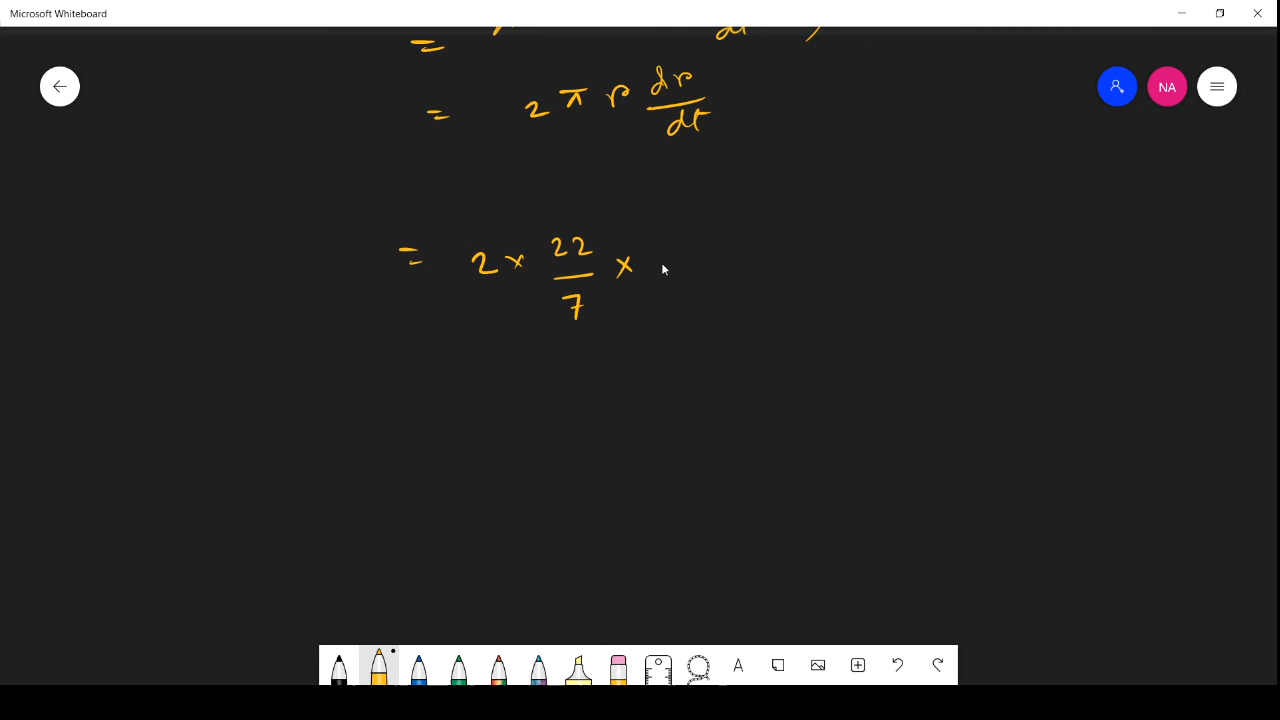 Microsoft Whiteboard
=
= 2 π r dr/dt
NA
= 2 × 22/7 ×
A